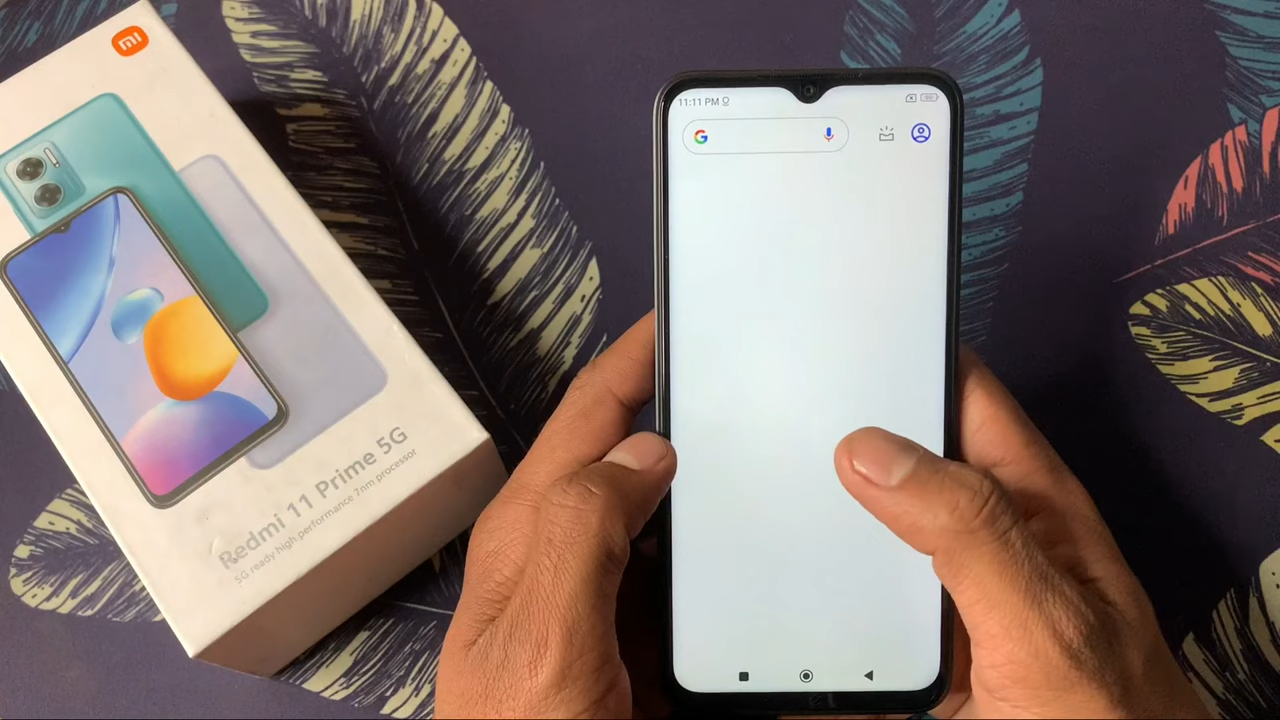 mi
Redmi 11 Prime 5G
5G ready high performance 7nm processor
11:11 PM
G